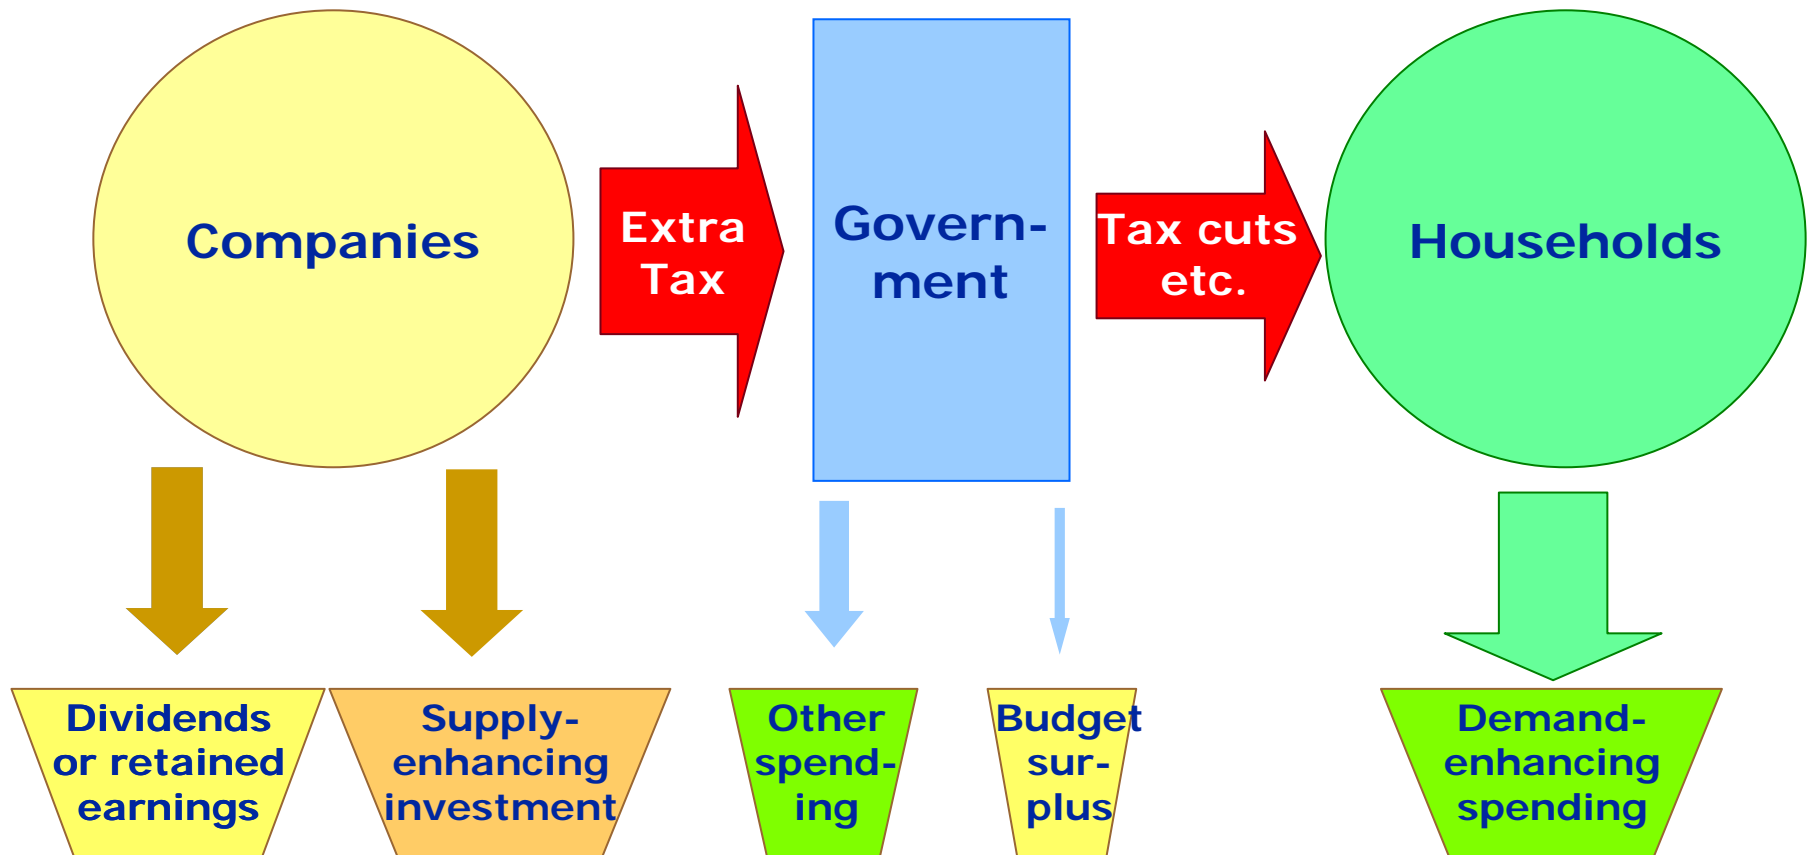 Companies
Extra
Tax
Govern-
ment
Tax cuts
etc.
Households
Dividends
or retained
earnings
Supply-
enhancing
investment
Other
spend-
ing
Budget
sur-
plus
Demand-
enhancing
spending